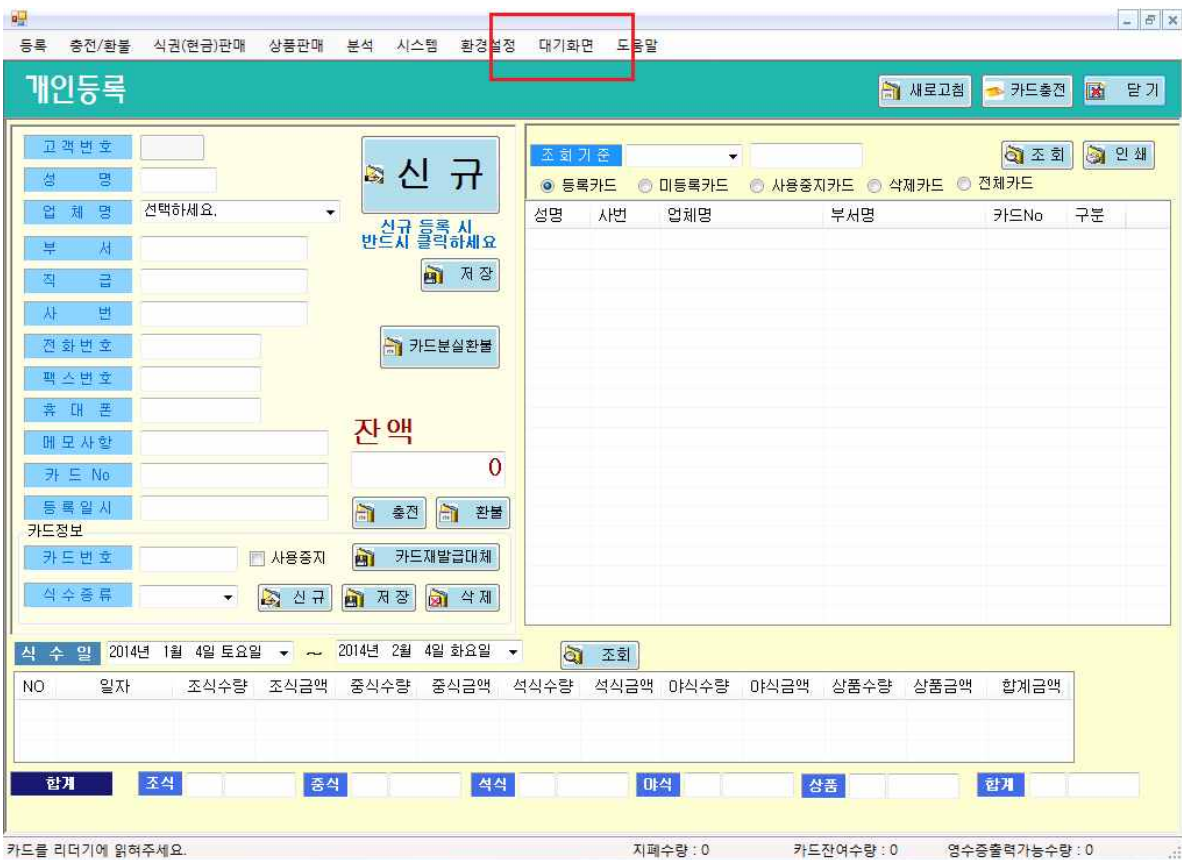 등록 충전/환불 식권(현금)판매 상품판매 분석 시스템 환경설정 대기화면 도움말
개인등록 새로고침 카드충전 닫 기
고 객 번 호
성 명
업 체 명 선택하세요.
부 서
직 급
사 번
전 화 번 호
팩 스 번 호
휴 대 폰
메 모 사 항
카 드 No
등 록 일 시
신 규
신규 등록 시
반드시 클릭하세요
저 장
카드분실환불
잔 액
0
충전 환불
카드정보
카 드 번 호 사용중지 카드재발급대체
식 수 종 류 신 규 저 장 삭 제
조 회 기 준 조 회 인 쇄
등록카드 미등록카드 사용중지카드 삭제카드 전체카드
성명 사번 업체명 부서명 카드No 구분
식 수 일 2014년 1월 4일 토요일 ~ 2014년 2월 4일 화요일 조회
NO 일자 조식수량 조식금액 중식수량 중식금액 석식수량 석식금액 야식수량 야식금액 상품수량 상품금액 합계금액
합계 조식 중식 석식 야식 상품 합계
카드를 리더기에 읽혀주세요. 지폐수량 : 0 카드잔여수량 : 0 영수증출력가능수량 : 0